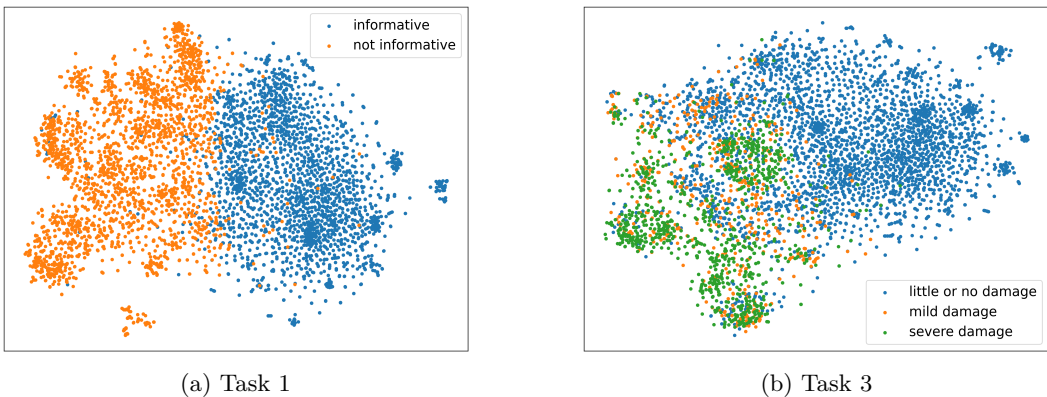 informative
not informative
little or no damage
mild damage
severe damage
(a) Task 1
(b) Task 3